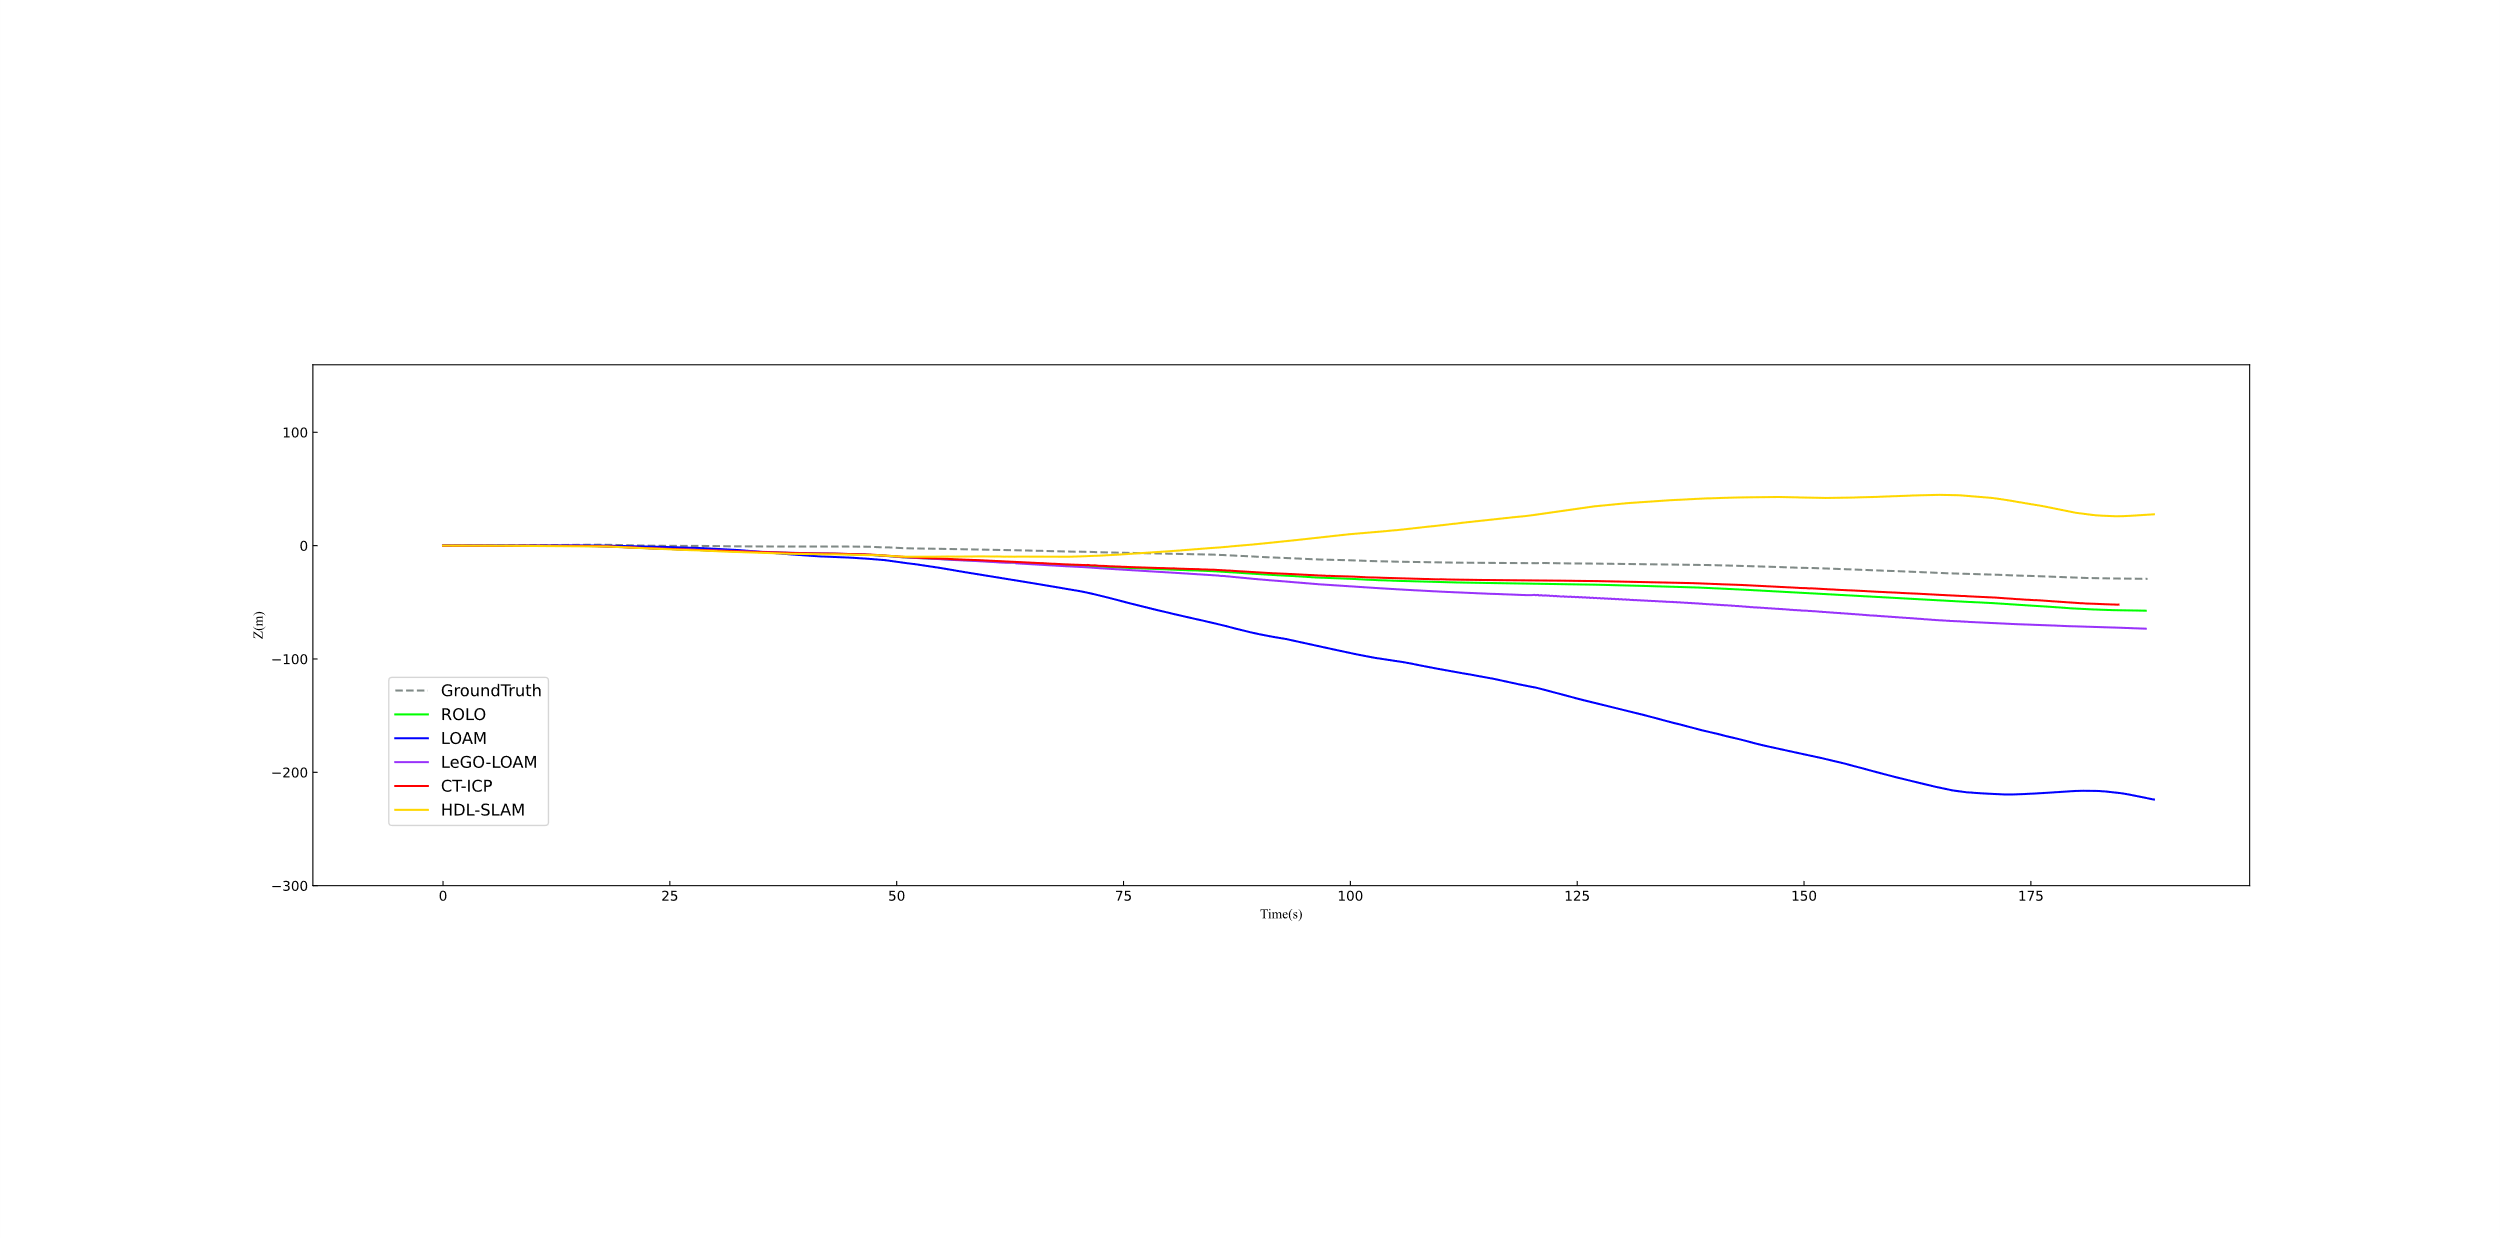 100
0
−100
−200
−300
Z(m)
GroundTruth
ROLO
LOAM
LeGO-LOAM
CT-ICP
HDL-SLAM
0 25 50 75 100 125 150 175
Time(s)